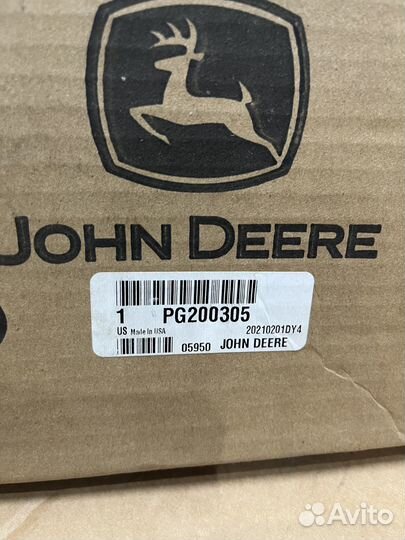 JOHN DEERE
1 PG200305
US Made In USA 20210201DY4
05950 JOHN DEERE
Avito